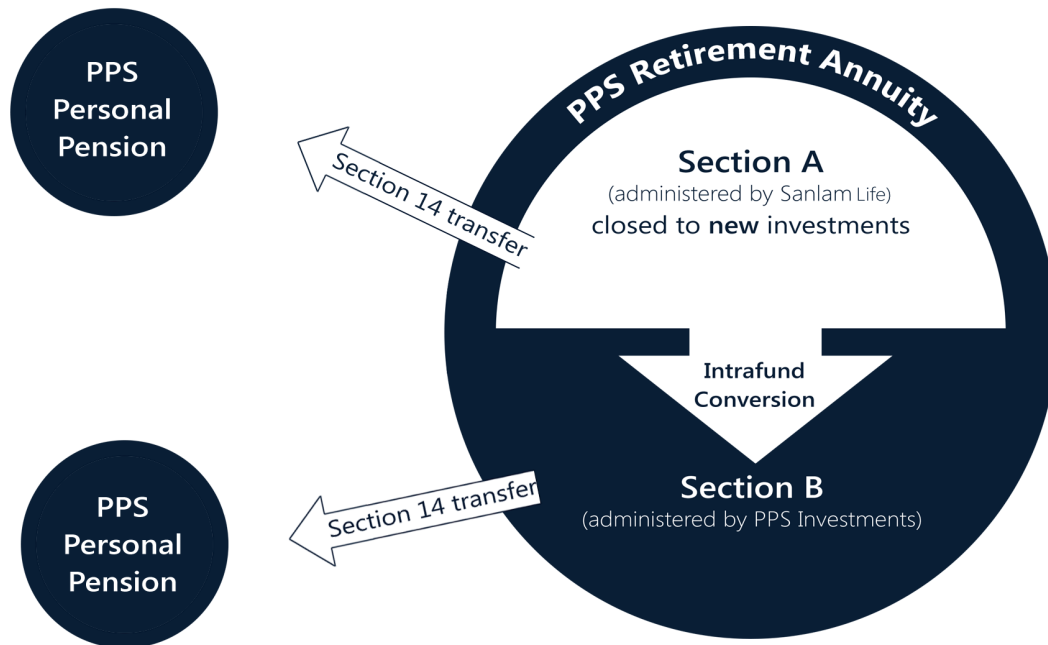 PPS
Personal
Pension
Section 14 transfer
PPS Retirement Annuity
Section A
(administered by Sanlam Life)
closed to new investments
Intrafund
Conversion
PPS
Personal
Pension
Section 14 transfer
Section B
(administered by PPS Investments)